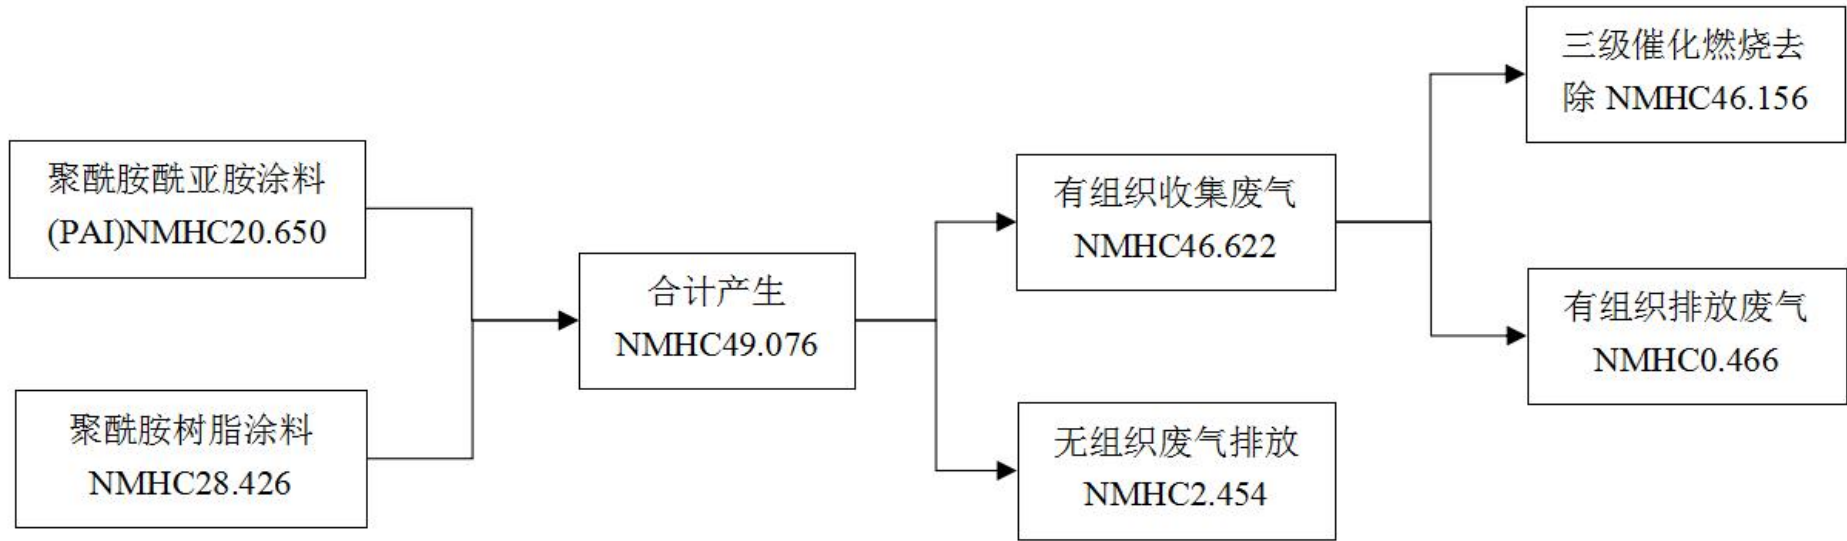 聚酰胺酰亚胺涂料
(PAI)NMHC20.650
聚酰胺树脂涂料
NMHC28.426
合计产生
NMHC49.076
有组织收集废气
NMHC46.622
无组织废气排放
NMHC2.454
三级催化燃烧去
除 NMHC46.156
有组织排放废气
NMHC0.466